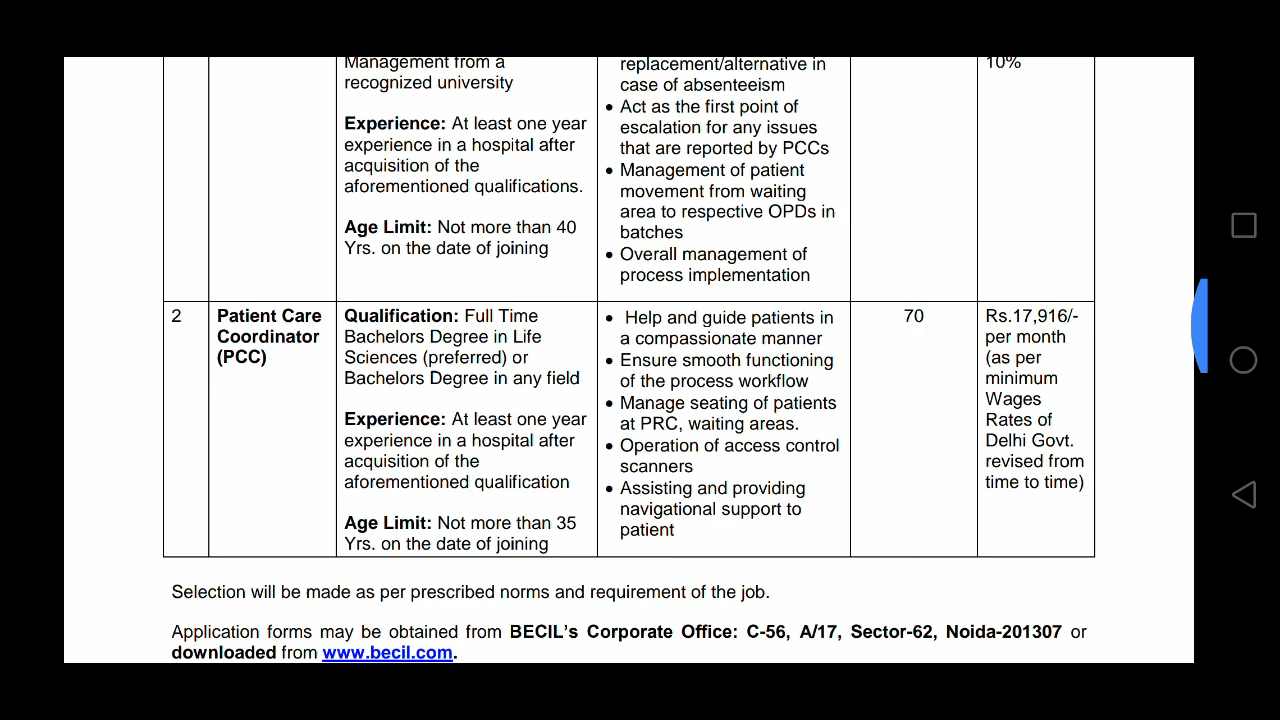 Management from a
recognized university
Experience: At least one year
experience in a hospital after
acquisition of the
aforementioned qualifications.
Age Limit: Not more than 40
Yrs. on the date of joining
replacement/alternative in
case of absenteeism
• Act as the first point of
escalation for any issues
that are reported by PCCs
• Management of patient
movement from waiting
area to respective OPDs in
batches
• Overall management of
process implementation
10%
2
Patient Care
Coordinator
(PCC)
Qualification: Full Time
Bachelors Degree in Life
Sciences (preferred) or
Bachelors Degree in any field
Experience: At least one year
experience in a hospital after
acquisition of the
aforementioned qualification
Age Limit: Not more than 35
Yrs. on the date of joining
• Help and guide patients in
a compassionate manner
• Ensure smooth functioning
of the process workflow
• Manage seating of patients
at PRC, waiting areas.
• Operation of access control
scanners
• Assisting and providing
navigational support to
patient
70
Rs.17,916/-
per month
(as per
minimum
Wages
Rates of
Delhi Govt.
revised from
time to time)
Selection will be made as per prescribed norms and requirement of the job.
Application forms may be obtained from BECIL's Corporate Office: C-56, A/17, Sector-62, Noida-201307 or
downloaded from www.becil.com.